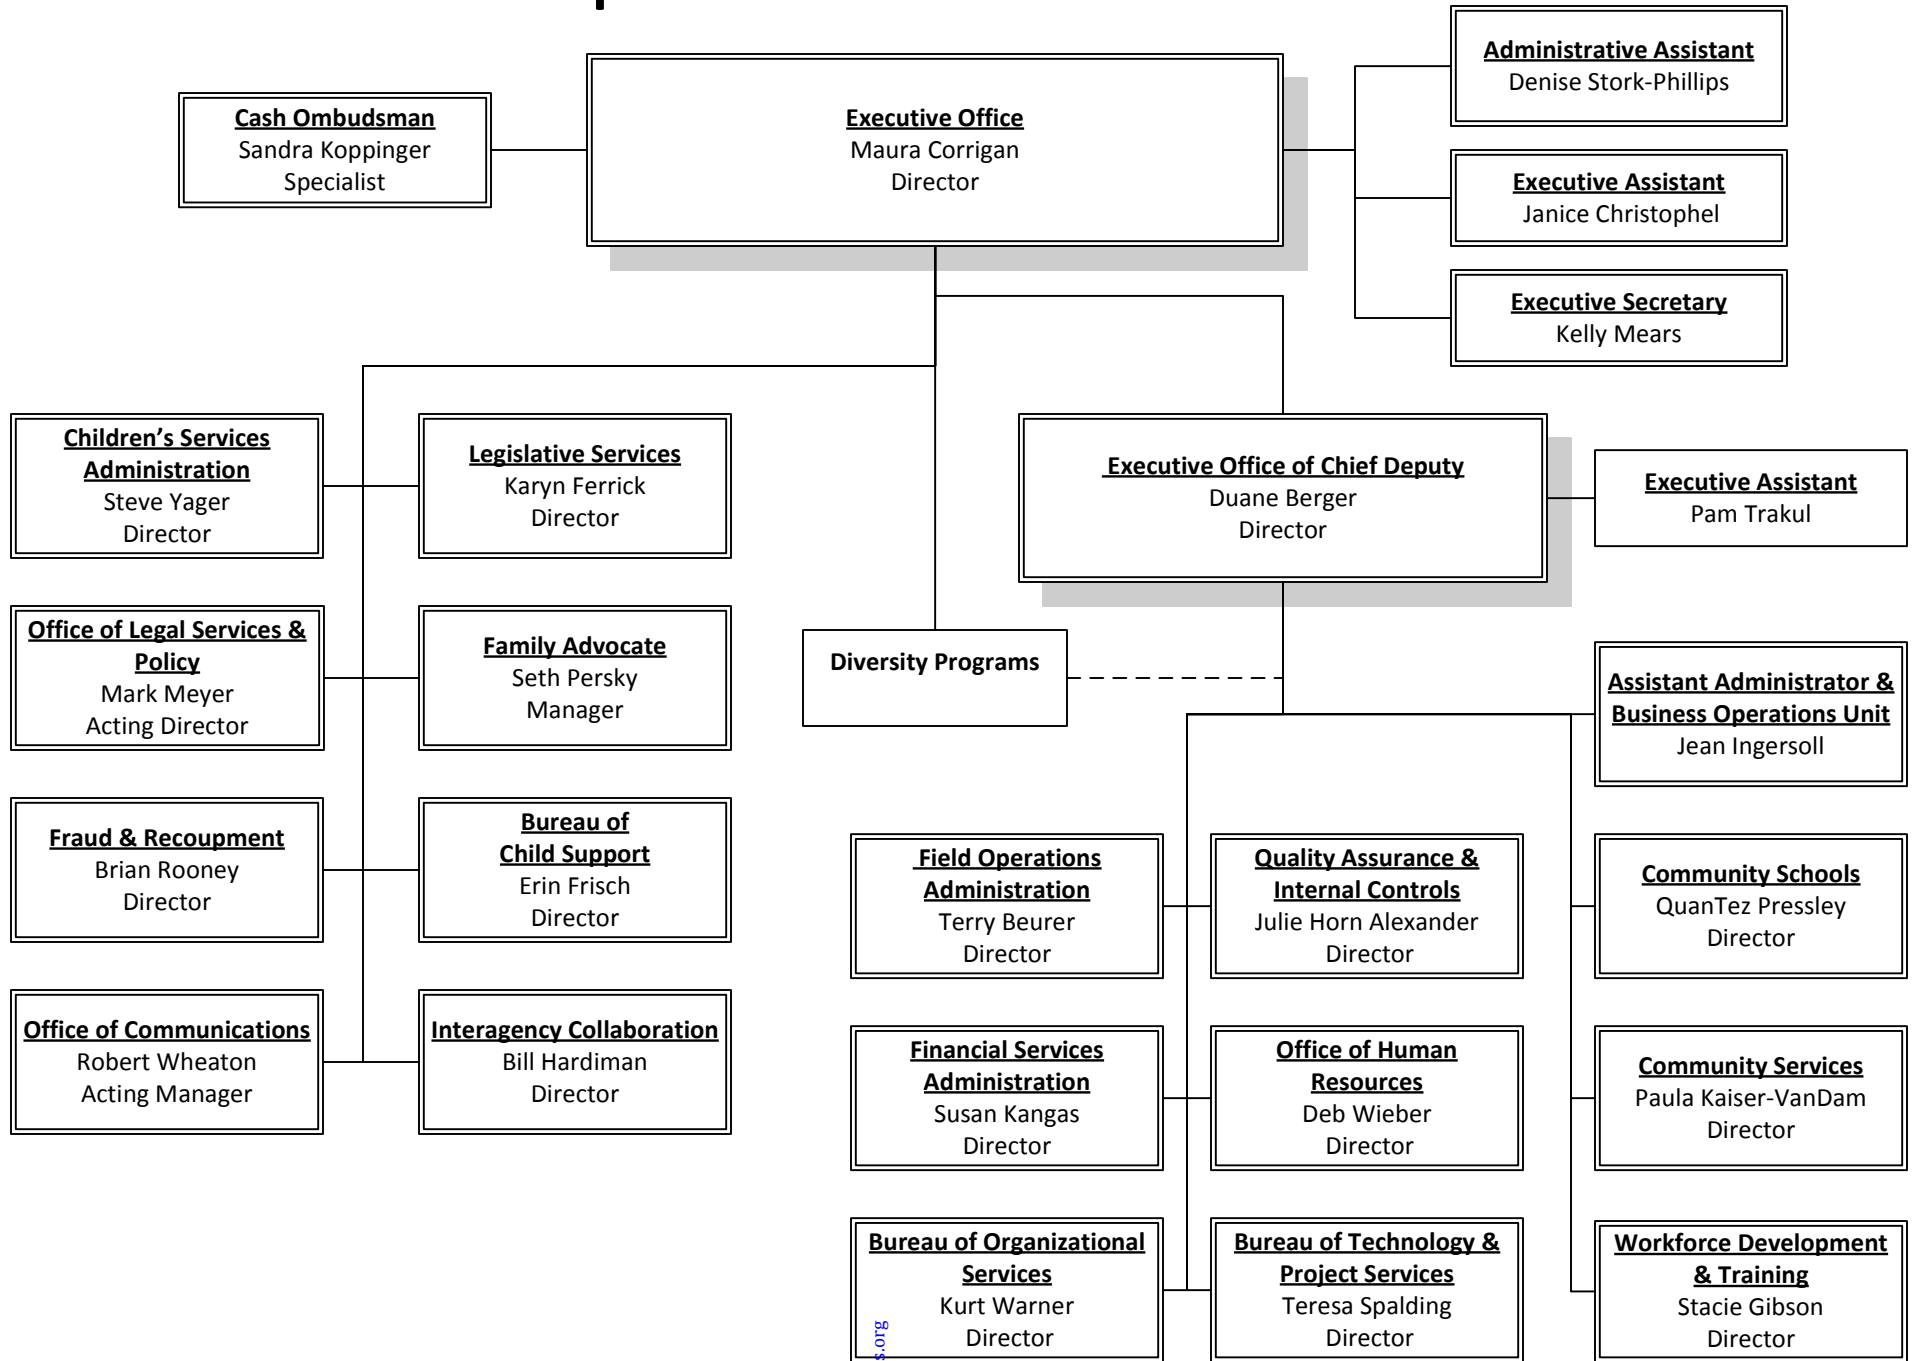 Administrative Assistant
Denise Stork-Phillips
Cash Ombudsman
Sandra Koppinger
Specialist
Executive Office
Maura Corrigan
Director
Executive Assistant
Janice Christophel
Executive Secretary
Kelly Mears
Children's Services
Administration
Steve Yager
Director
Legislative Services
Karyn Ferrick
Director
Executive Office of Chief Deputy
Duane Berger
Director
Executive Assistant
Pam Trakul
Office of Legal Services &
Policy
Mark Meyer
Acting Director
Family Advocate
Seth Persky
Manager
Diversity Programs
Assistant Administrator &
Business Operations Unit
Jean Ingersoll
Fraud & Recoupment
Brian Rooney
Director
Bureau of
Child Support
Erin Frisch
Director
Field Operations
Administration
Terry Beurer
Director
Quality Assurance &
Internal Controls
Julie Horn Alexander
Director
Community Schools
QuanTez Pressley
Director
Office of Communications
Robert Wheaton
Acting Manager
Interagency Collaboration
Bill Hardiman
Director
Financial Services
Administration
Susan Kangas
Director
Office of Human
Resources
Deb Wieber
Director
Community Services
Paula Kaiser-VanDam
Director
Bureau of Organizational
Services
Kurt Warner
Director
Bureau of Technology &
Project Services
Teresa Spalding
Director
Workforce Development
& Training
Stacie Gibson
Director
s.org